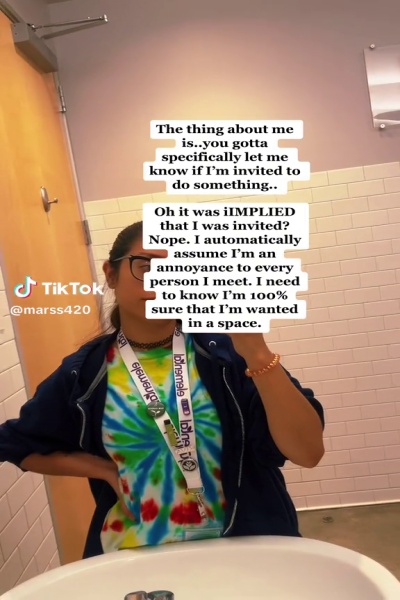 The thing about me
is..you gotta
specifically let me
know if I'm invited to
do something..
Oh it was iIMPLIED
that I was invited?
Nope. I automatically
assume I'm an
annoyance to every
person I meet. I need
to know I'm 100%
sure that I'm wanted
in a space.
TikTok
@marss420
elemental
elemental